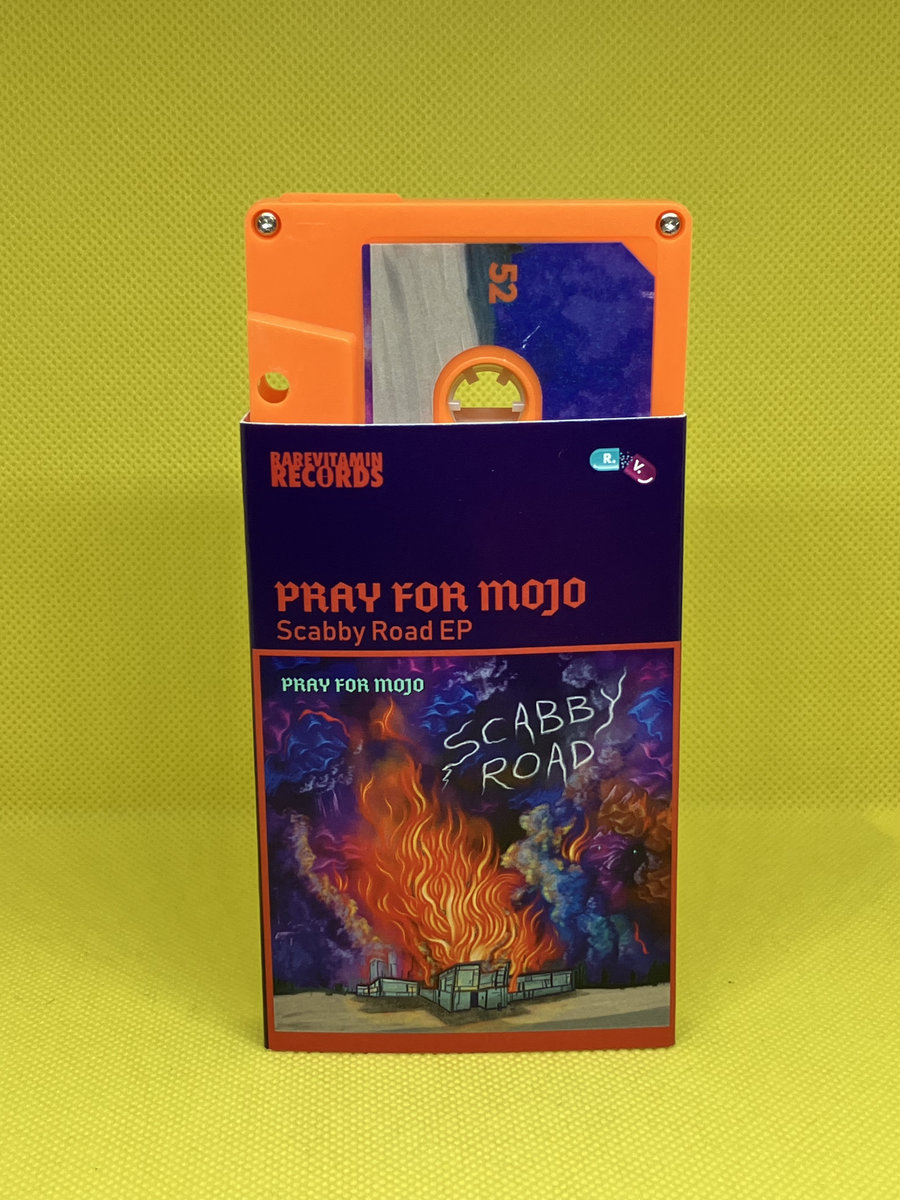 52
RAREVITAMIN
RECORDS
R.
V.
PRAY FOR MOJO
Scabby Road EP
PRAY FOR MOJO
SCABBY
ROAD